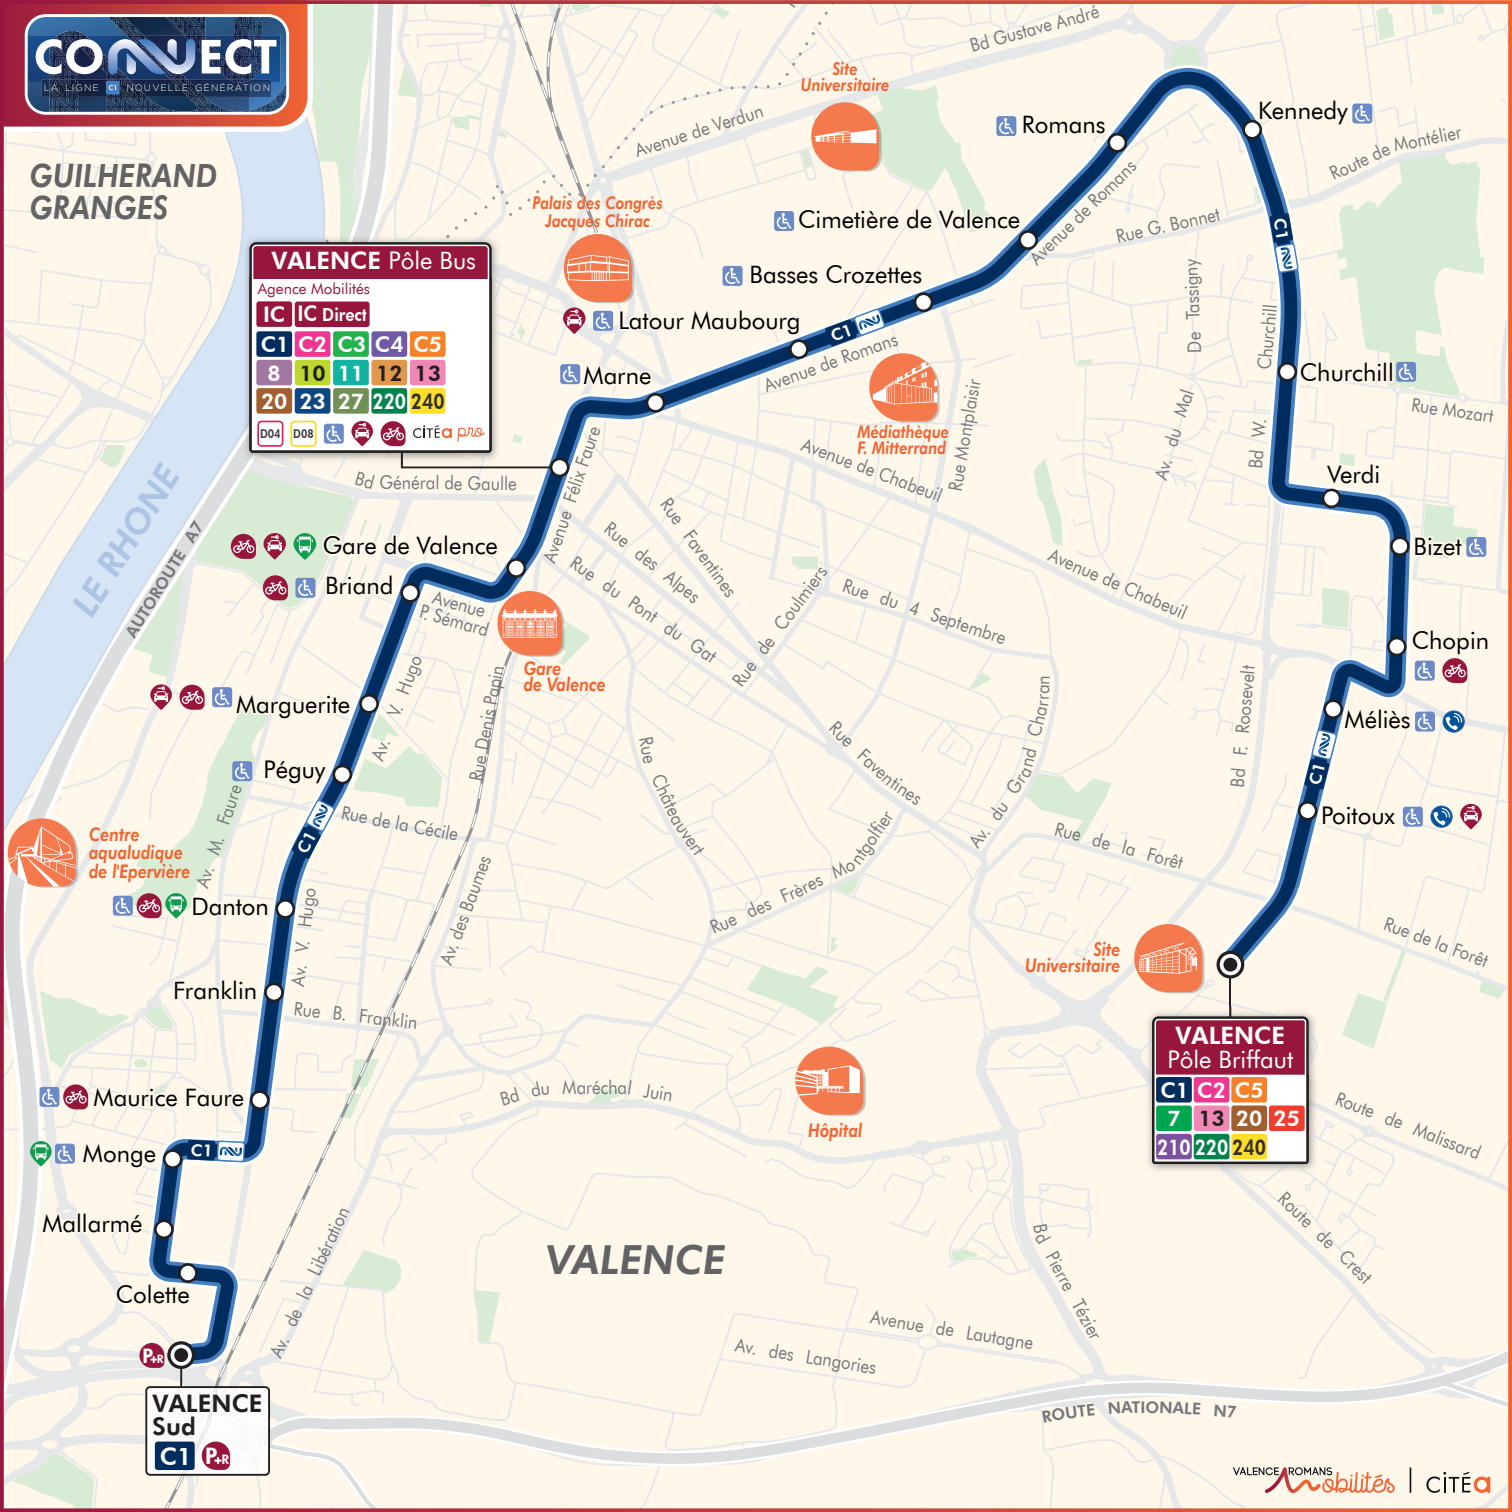 CONNECT
LA LIGNE C1 NOUVELLE GÉNÉRATION
GUILHERAND
GRANGES
Bd Gustave André
Site
Universitaire
Avenue de Verdun
Kennedy
Romans
Route de Montélier
Palais des Congrès
Jacques Chirac
Cimetière de Valence
Avenue de Romans
Rue G. Bonnet
C1
VALENCE Pôle Bus
Agence Mobilités
IC IC Direct
C1 C2 C3 C4 C5
8 10 11 12 13
20 23 27 220 240
D04 D08 CITÉa pro
Basses Crozettes
Latour Maubourg
C1
Avenue de Romans
De Tassigny
Av. du Mal
Churchill
Bd W.
Churchill
Marne
Rue Mozart
Médiathèque
F. Mitterrand
Rue Montplaisir
Avenue de Chabeuil
Verdi
Bd Général de Gaulle
Avenue Félix Faure
LE RHONE
AUTOROUTE A7
Rue Faventines
Rue des Alpes
Gare de Valence
Bizet
Briand
Avenue
P. Sémard
Rue du Pont du Gat
Rue de Coulmiers
Rue du 4 Septembre
Avenue de Chabeuil
Chopin
Gare
de Valence
Marguerite
Av. V. Hugo
Rue Denis Papin
Av. du Grand Charran
Bd F. Roosevelt
Méliès
C1
Péguy
Rue Châteauvert
Rue Faventines
Poitoux
Av. M. Faure
C1
Rue de la Cécile
Centre
aqualudique
de l'Epervière
Rue de la Forêt
Danton
Av. V. Hugo
Av. des Baumes
Rue des Frères Montgolfier
Site
Universitaire
Rue de la Forêt
Franklin
Rue B. Franklin
VALENCE
Pôle Briffaut
C1 C2 C5
7 13 20 25
210 220 240
Maurice Faure
Bd du Maréchal Juin
Hôpital
Route de Malissard
Monge
C1
Mallarmé
Av. de la Libération
VALENCE
Bd Pierre Tézier
Route de Crest
Colette
Avenue de Lautagne
Av. des Langories
P+R
VALENCE
Sud
C1 P+R
ROUTE NATIONALE N7
VALENCE ROMANS
Mobilités | CITÉa